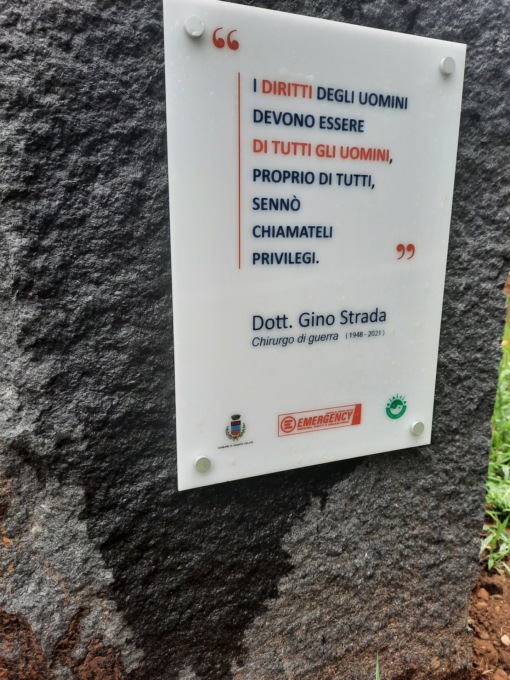 “
I DIRITTI DEGLI UOMINI
DEVONO ESSERE
DI TUTTI GLI UOMINI,
PROPRIO DI TUTTI,
SENNÒ
CHIAMATELI
PRIVILEGI.
”
Dott. Gino Strada
Chirurgo di guerra (1948 - 2021)
EMERGENCY